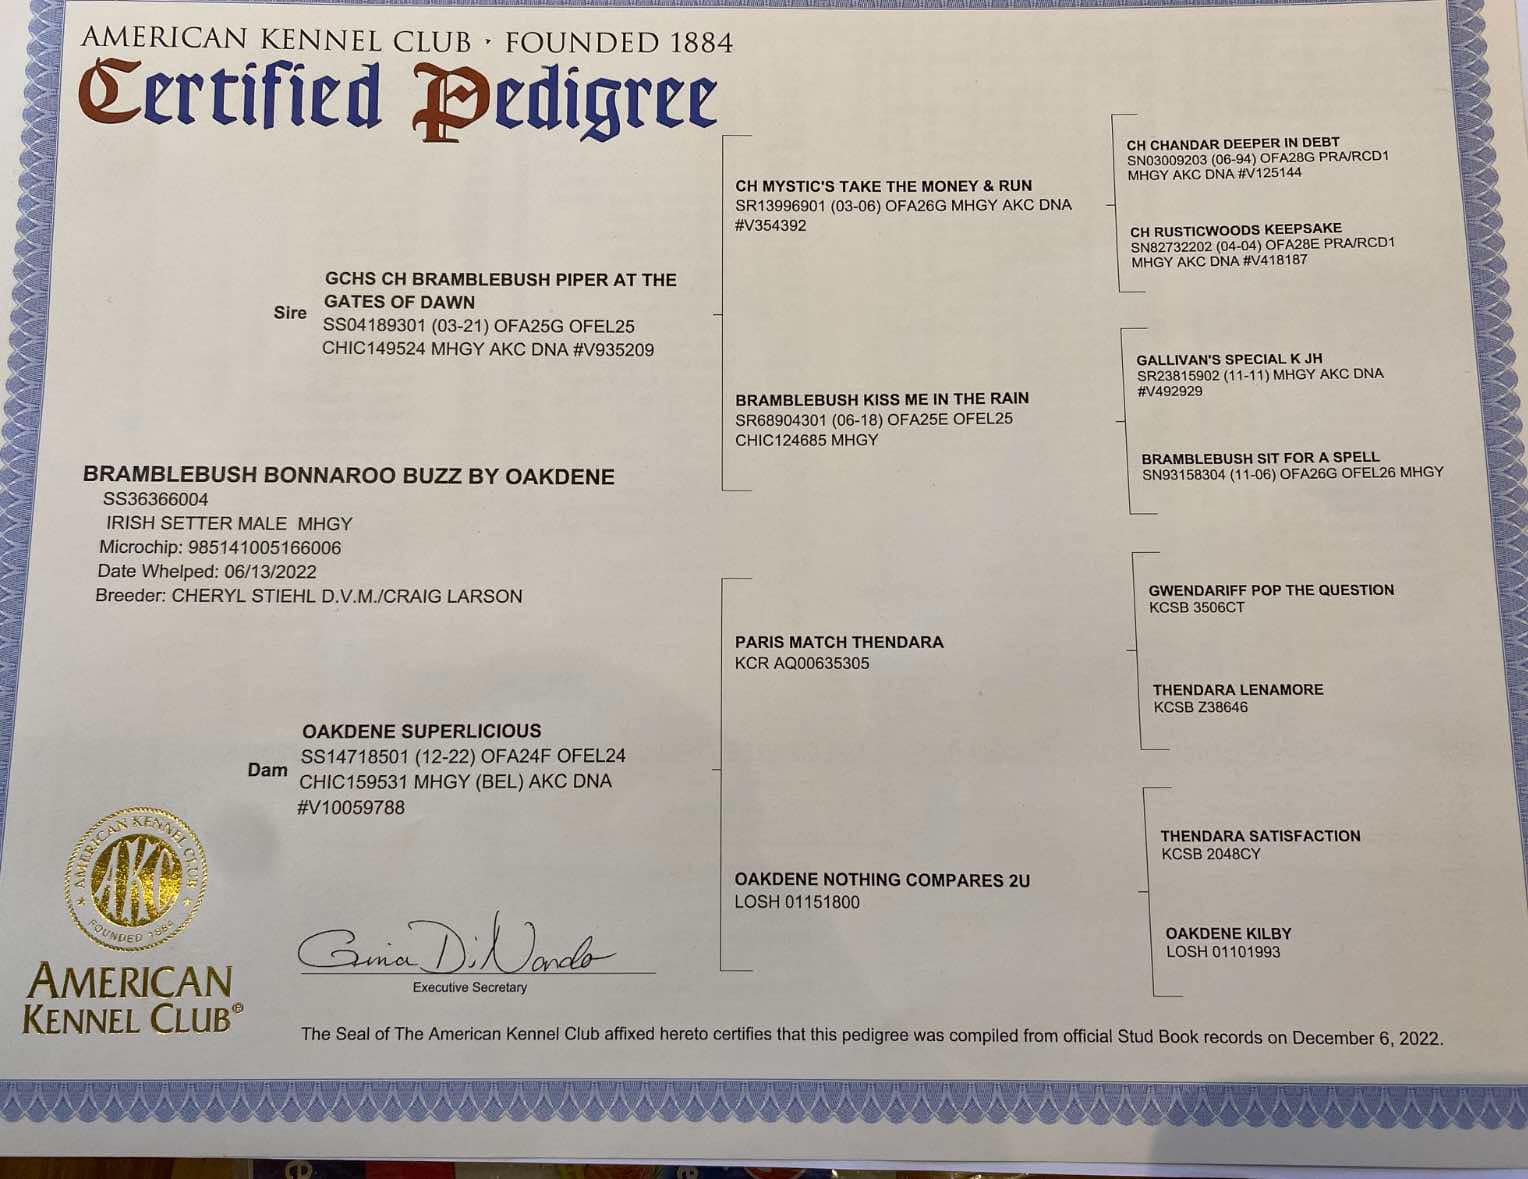 AMERICAN KENNEL CLUB · FOUNDED 1884
Certified Pedigree
CH CHANDAR DEEPER IN DEBT
SN03009203 (06-94) OFA28G PRA/RCD1
MHGY AKC DNA #V125144
CH MYSTIC'S TAKE THE MONEY & RUN
SR13996901 (03-06) OFA26G MHGY AKC DNA
#V354392
CH RUSTICWOODS KEEPSAKE
SN82732202 (04-04) OFA28E PRA/RCD1
MHGY AKC DNA #V418187
Sire
GCHS CH BRAMBLEBUSH PIPER AT THE
GATES OF DAWN
SS04189301 (03-21) OFA25G OFEL25
CHIC149524 MHGY AKC DNA #V935209
GALLIVAN'S SPECIAL K JH
SR23815902 (11-11) MHGY AKC DNA
#V492929
BRAMBLEBUSH KISS ME IN THE RAIN
SR68904301 (06-18) OFA25E OFEL25
CHIC124685 MHGY
BRAMBLEBUSH SIT FOR A SPELL
SN93158304 (11-06) OFA26G OFEL26 MHGY
BRAMBLEBUSH BONNAROO BUZZ BY OAKDENE
SS36366004
IRISH SETTER MALE MHGY
Microchip: 985141005166006
Date Whelped: 06/13/2022
Breeder: CHERYL STIEHL D.V.M./CRAIG LARSON
GWENDARIFF POP THE QUESTION
KCSB 3506CT
PARIS MATCH THENDARA
KCR AQ00635305
THENDARA LENAMORE
KCSB Z38646
Dam
OAKDENE SUPERLICIOUS
SS14718501 (12-22) OFA24F OFEL24
CHIC159531 MHGY (BEL) AKC DNA
#V10059788
THENDARA SATISFACTION
KCSB 2048CY
OAKDENE NOTHING COMPARES 2U
LOSH 01151800
OAKDENE KILBY
LOSH 01101993
AMERICAN KENNEL CLUB
AKC
FOUNDED 1884
AMERICAN
KENNEL CLUB®
Gina DiNardo
Executive Secretary
The Seal of The American Kennel Club affixed hereto certifies that this pedigree was compiled from official Stud Book records on December 6, 2022.